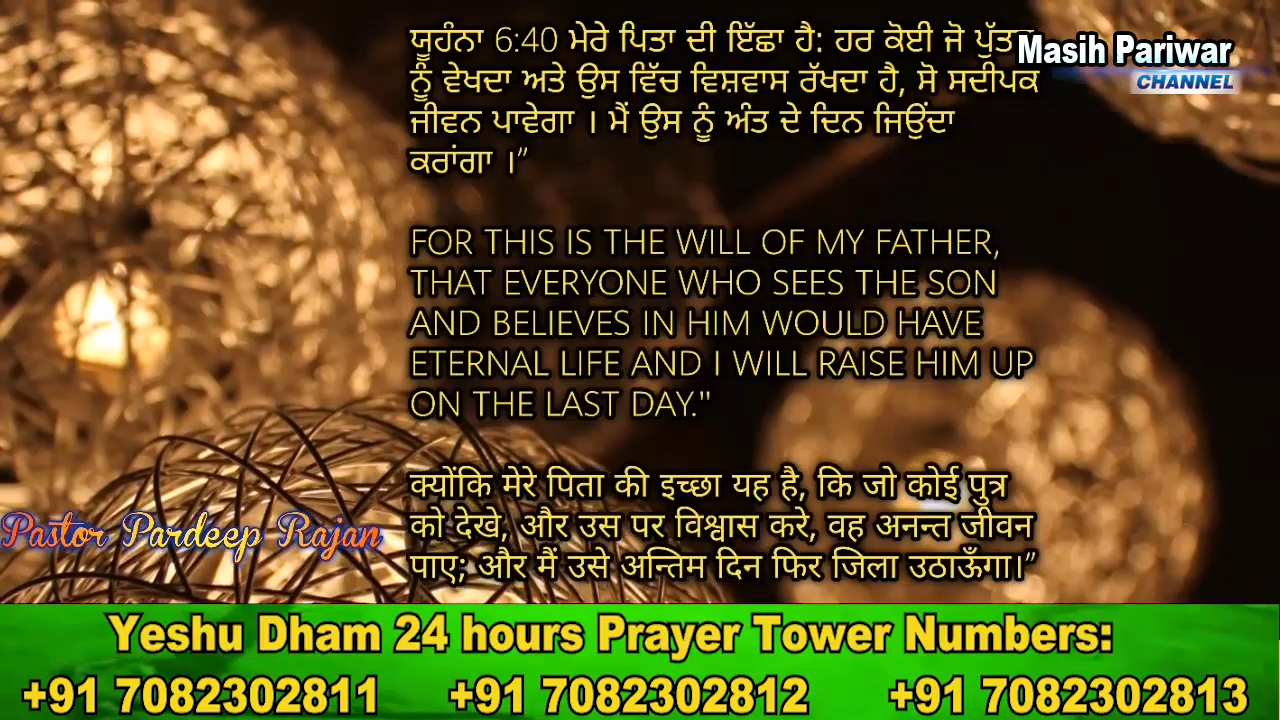 ਯੂਹੰਨਾ 6:40 ਮੇਰੇ ਪਿਤਾ ਦੀ ਇੱਛਾ ਹੈ: ਹਰ ਕੋਈ ਜੋ
Masih Pariwar
CHANNEL
ਨੂੰ ਵੇਖਦਾ ਅਤੇ ਉਸ ਵਿੱਚ ਵਿਸ਼ਵਾਸ ਰੱਖਦਾ ਹੈ, ਸੋ ਸਦੀਪਕ
ਜੀਵਨ ਪਾਵੇਗਾ । ਮੈਂ ਉਸ ਨੂੰ ਅੰਤ ਦੇ ਦਿਨ ਜਿਉਂਦਾ
ਕਰਾਂਗਾ ।”
FOR THIS IS THE WILL OF MY FATHER,
THAT EVERYONE WHO SEES THE SON
AND BELIEVES IN HIM WOULD HAVE
ETERNAL LIFE AND I WILL RAISE HIM UP
ON THE LAST DAY."
क्योंकि मेरे पिता की इच्छा यह है, कि जो कोई पुत्र
को देखे, और उस पर विश्वास करे, वह अनन्त जीवन
पाए; और मैं उसे अन्तिम दिन फिर जिला उठाऊँगा।”
Pastor Pardeep Rajan
Yeshu Dham 24 hours Prayer Tower Numbers:
+91 7082302811 +91 7082302812 +91 7082302813